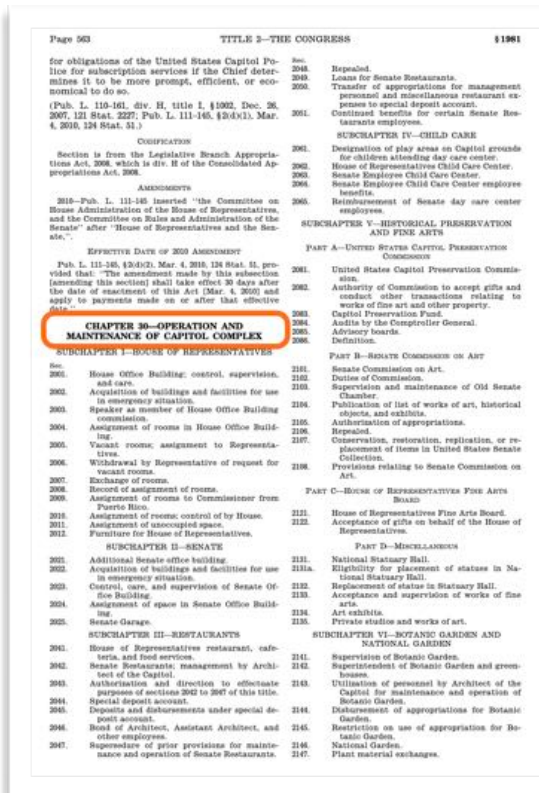 Page 563
TITLE 2—THE CONGRESS
§ 1981
for obligations of the United States Capitol Po-
lice for subscription services if the Chief deter-
mines it to be more prompt, efficient, or eco-
nomical to do so.
(Pub. L. 110–161, div. H, title I, § 1002, Dec. 26,
2007, 121 Stat. 2227; Pub. L. 111–145, § 2(d)(1), Mar.
4, 2010, 124 Stat. 51.)
CODIFICATION
Section is from the Legislative Branch Appropria-
tions Act, 2008, which is div. H of the Consolidated Ap-
propriations Act, 2008.
AMENDMENTS
2010—Pub. L. 111–145 inserted "the Committee on
House Administration of the House of Representatives,
and the Committee on Rules and Administration of the
Senate" after "House of Representatives and the Sen-
ate,".
EFFECTIVE DATE OF 2010 AMENDMENT
Pub. L. 111–145, § 2(d)(2), Mar. 4, 2010, 124 Stat. 51, pro-
vided that: "The amendment made by this subsection
[amending this section] shall take effect 30 days after
the date of enactment of this Act [Mar. 4, 2010] and
apply to payments made on or after that effective
date."
CHAPTER 30—OPERATION AND
MAINTENANCE OF CAPITOL COMPLEX
SUBCHAPTER I—HOUSE OF REPRESENTATIVES
Sec.
2001. House Office Building; control, supervision,
and care.
2002. Acquisition of buildings and facilities for use
in emergency situation.
2003. Speaker as member of House Office Building
commission.
2004. Assignment of rooms in House Office Build-
ing.
2005. Vacant rooms; assignment to Representa-
tives.
2006. Withdrawal by Representative of request for
vacant rooms.
2007. Exchange of rooms.
2008. Record of assignment of rooms.
2009. Assignment of rooms to Commissioner from
Puerto Rico.
2010. Assignment of rooms; control by House.
2011. Assignment of unoccupied space.
2012. Furniture for House of Representatives.
SUBCHAPTER II—SENATE
2021. Additional Senate office building.
2022. Acquisition of buildings and facilities for use
in emergency situation.
2023. Control, care, and supervision of Senate Of-
fice Building.
2024. Assignment of space in Senate Office Build-
ing.
2025. Senate Garage.
SUBCHAPTER III—RESTAURANTS
2041. House of Representatives restaurant, cafe-
teria, and food services.
2042. Senate Restaurants; management by Archi-
tect of the Capitol.
2043. Authorization and direction to effectuate
purposes of sections 2042 to 2047 of this title.
2044. Special deposit account.
2045. Deposits and disbursements under special de-
posit account.
2046. Bond of Architect, Assistant Architect, and
other employees.
2047. Supersedure of prior provisions for mainte-
nance and operation of Senate Restaurants.
Sec.
2048. Repealed.
2049. Loans for Senate Restaurants.
2050. Transfer of appropriations for management
personnel and miscellaneous restaurant ex-
penses to special deposit account.
2051. Continued benefits for certain Senate Res-
taurants employees.
SUBCHAPTER IV—CHILD CARE
2061. Designation of play areas on Capitol grounds
for children attending day care center.
2062. House of Representatives Child Care Center.
2063. Senate Employee Child Care Center.
2064. Senate Employee Child Care Center employee
benefits.
2065. Reimbursement of Senate day care center
employees.
SUBCHAPTER V—HISTORICAL PRESERVATION
AND FINE ARTS
PART A—UNITED STATES CAPITOL PRESERVATION
COMMISSION
2081. United States Capitol Preservation Commis-
sion.
2082. Authority of Commission to accept gifts and
conduct other transactions relating to
works of fine art and other property.
2083. Capitol Preservation Fund.
2084. Audits by the Comptroller General.
2085. Advisory boards.
2086. Definition.
PART B—SENATE COMMISSION ON ART
2101. Senate Commission on Art.
2102. Duties of Commission.
2103. Supervision and maintenance of Old Senate
Chamber.
2104. Publication of list of works of art, historical
objects, and exhibits.
2105. Authorization of appropriations.
2106. Repealed.
2107. Conservation, restoration, replication, or re-
placement of items in United States Senate
Collection.
2108. Provisions relating to Senate Commission on
Art.
PART C—HOUSE OF REPRESENTATIVES FINE ARTS
BOARD
2121. House of Representatives Fine Arts Board.
2122. Acceptance of gifts on behalf of the House of
Representatives.
PART D—MISCELLANEOUS
2131. National Statuary Hall.
2131a. Eligibility for placement of statues in Na-
tional Statuary Hall.
2132. Replacement of statue in Statuary Hall.
2133. Acceptance and supervision of works of fine
arts.
2134. Art exhibits.
2135. Private studios and works of art.
SUBCHAPTER VI—BOTANIC GARDEN AND
NATIONAL GARDEN
2141. Supervision of Botanic Garden.
2142. Superintendent of Botanic Garden and green-
houses.
2143. Utilization of personnel by Architect of the
Capitol for maintenance and operation of
Botanic Garden.
2144. Disbursement of appropriations for Botanic
Garden.
2145. Restriction on use of appropriation for Bo-
tanic Garden.
2146. National Garden.
2147. Plant material exchanges.